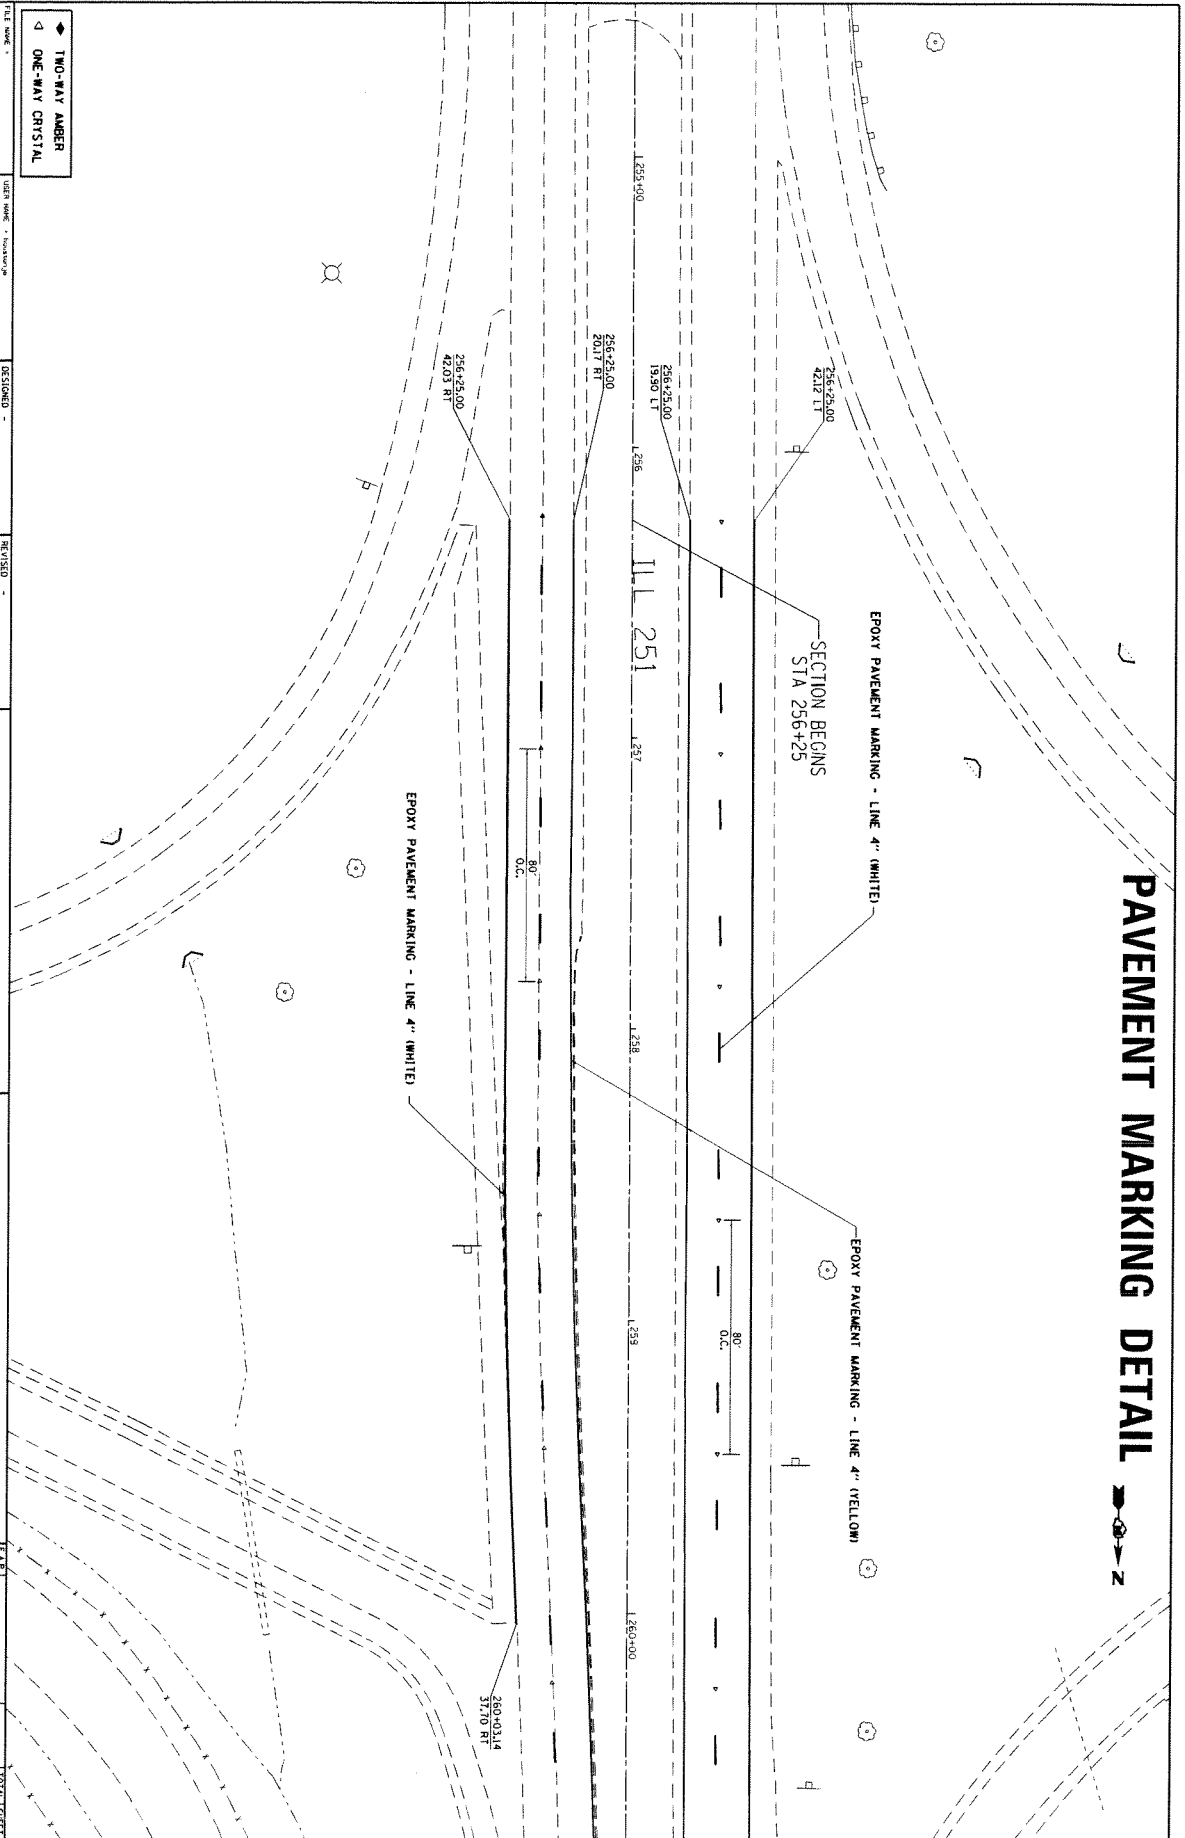 PAVEMENT MARKING DETAIL
N
EPOXY PAVEMENT MARKING - LINE 4" (WHITE)
EPOXY PAVEMENT MARKING - LINE 4" (YELLOW)
SECTION BEGINS
STA 256+25
256+25.00
42.12 LT
256+25.00
19.90 LT
80'
O.C.
255+00
256
257
258
259
260+00
ILL 251
256+25.00
20.17 RT
256+25.00
42.03 RT
80'
O.C.
260+03.14
37.70 RT
EPOXY PAVEMENT MARKING - LINE 4" (WHITE)
TWO-WAY AMBER
ONE-WAY CRYSTAL
FILE NAME =
USER NAME =
DESIGNED -
REVISED -